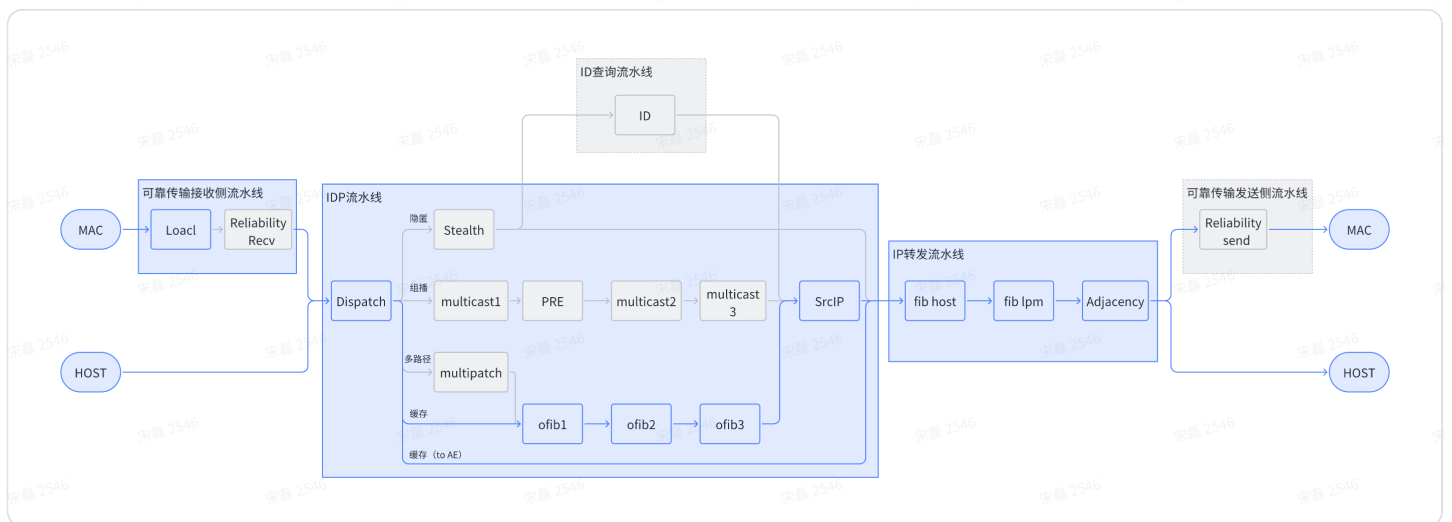 ID查询流水线
ID
可靠传输接收侧流水线
MAC
Loacl
Reliability
Recv
HOST
IDP流水线
Dispatch
隐匿
Stealth
组播
multicast1
PRE
multicast2
multicast
3
SrcIP
多路径
multipatch
缓存
ofib1
ofib2
ofib3
缓存（to AE）
IP转发流水线
fib host
fib lpm
Adjacency
可靠传输发送侧流水线
Reliability
send
MAC
HOST
宋磊 2546